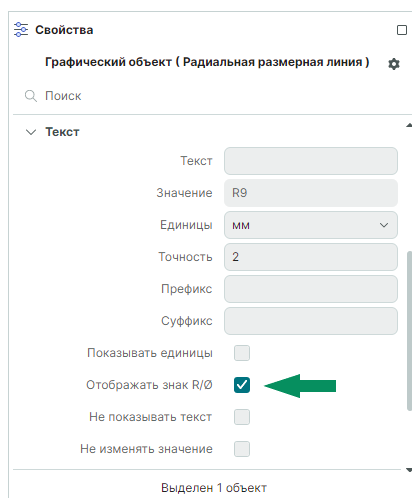 Свойства
Графический объект ( Радиальная размерная линия )
Поиск
Текст
Текст
Значение R9
Единицы мм
Точность 2
Префикс
Суффикс
Показывать единицы
Отображать знак R/Ø
Не показывать текст
Не изменять значение
Выделен 1 объект